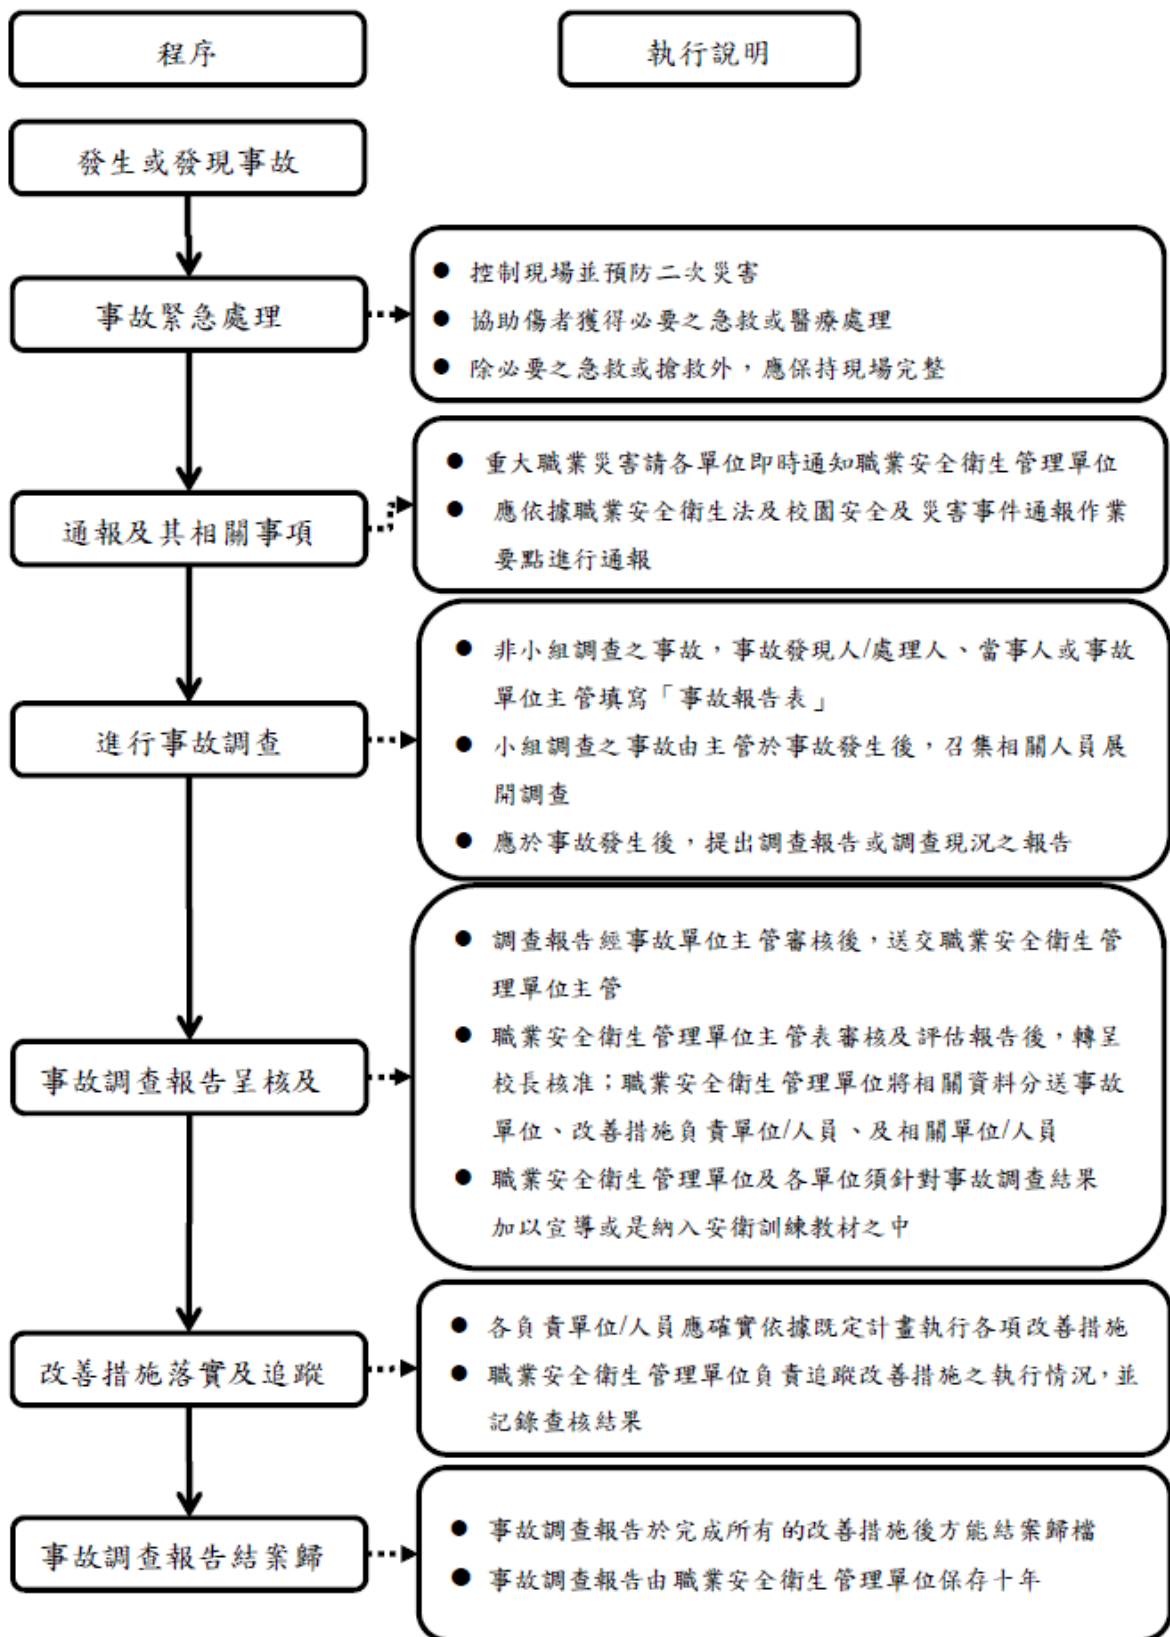 程序
執行說明
發生或發現事故
事故緊急處理
● 控制現場並預防二次災害
● 協助傷者獲得必要之急救或醫療處理
● 除必要之急救或搶救外，應保持現場完整
通報及其相關事項
● 重大職業災害請各單位即時通知職業安全衛生管理單位
● 應依據職業安全衛生法及校園安全及災害事件通報作業
要點進行通報
進行事故調查
● 非小組調查之事故，事故發現人/處理人、當事人或事故
單位主管填寫「事故報告表」
● 小組調查之事故由主管於事故發生後，召集相關人員展
開調查
● 應於事故發生後，提出調查報告或調查現況之報告
事故調查報告呈核及
● 調查報告經事故單位主管審核後，送交職業安全衛生管
理單位主管
● 職業安全衛生管理單位主管表審核及評估報告後，轉呈
校長核准；職業安全衛生管理單位將相關資料分送事故
單位、改善措施負責單位/人員、及相關單位/人員
● 職業安全衛生管理單位及各單位須針對事故調查結果
加以宣導或是納入安衛訓練教材之中
改善措施落實及追蹤
● 各負責單位/人員應確實依據既定計畫執行各項改善措施
● 職業安全衛生管理單位負責追蹤改善措施之執行情況，並
記錄查核結果
事故調查報告結案歸
● 事故調查報告於完成所有的改善措施後方能結案歸檔
● 事故調查報告由職業安全衛生管理單位保存十年